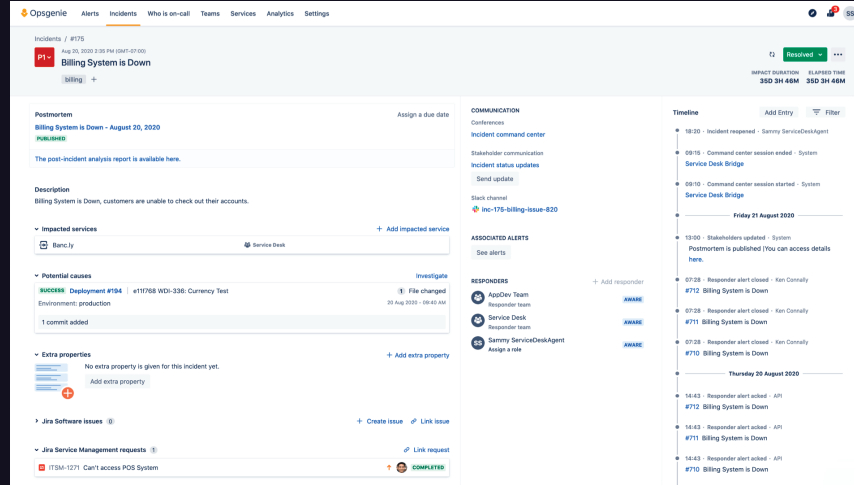 Opsgenie Alerts Incidents Who is on-call Teams Services Analytics Settings
3
SS
Incidents / #175
P1
Aug 20, 2020 2:35 PM (GMT-07:00)
Billing System is Down
billing +
Resolved
IMPACT DURATION ELAPSED TIME
35D 3H 46M 35D 3H 46M
Postmortem Assign a due date
Billing System is Down - August 20, 2020
PUBLISHED
The post-incident analysis report is available here.
Description
Billing System is Down, customers are unable to check out their accounts.
Impacted services + Add impacted service
Banc.ly Service Desk
Potential causes Investigate
SUCCESS Deployment #194 e11f768 WDI-336: Currency Test 1 File changed
Environment: production 20 Aug 2020 - 09:40 AM
1 commit added
Extra properties + Add extra property
No extra property is given for this incident yet.
Add extra property
Jira Software issues 0 + Create issue Link issue
Jira Service Management requests 1 Link request
ITSM-1271 Can't access POS System COMPLETED
COMMUNICATION
Conferences
Incident command center
Stakeholder communication
Incident status updates
Send update
Slack channel
inc-175-billing-issue-820
ASSOCIATED ALERTS
See alerts
RESPONDERS + Add responder
AppDev Team
Responder team
AWARE
Service Desk
Responder team
AWARE
SS
Sammy ServiceDeskAgent
Assign a role
AWARE
Timeline Add Entry Filter
18:20 - Incident reopened - Sammy ServiceDeskAgent
09:15 - Command center session ended - System
Service Desk Bridge
09:10 - Command center session started - System
Service Desk Bridge
Friday 21 August 2020
13:00 - Stakeholders updated - System
Postmortem is published |You can access details
here.
07:28 - Responder alert closed - Ken Connally
#712 Billing System is Down
07:28 - Responder alert closed - Ken Connally
#711 Billing System is Down
07:28 - Responder alert closed - Ken Connally
#710 Billing System is Down
Thursday 20 August 2020
14:43 - Responder alert acked - API
#712 Billing System is Down
14:43 - Responder alert acked - API
#711 Billing System is Down
14:43 - Responder alert acked - API
#710 Billing System is Down